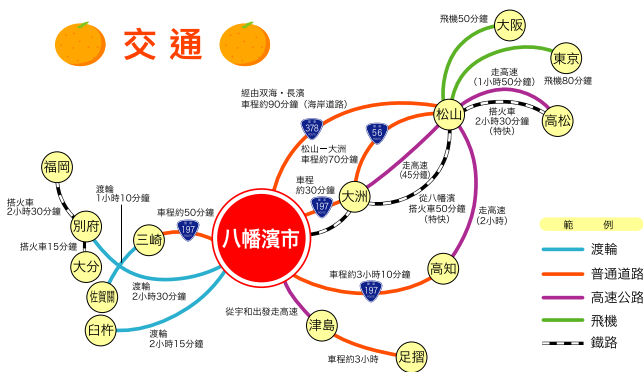 交通
飛機50分鐘
大阪
東京
飛機80分鐘
走高速
(1小時50分鐘)
經由双海・長濱
車程約90分鐘（海岸道路）
松山
搭火車
2小時30分鐘
(特快)
高松
378
56
松山ー大洲
車程約70分鐘
福岡
走高速
(45分鐘)
渡輪
1小時10分鐘
車程
約30分鐘
197
大洲
從八幡濱
搭火車50分鐘
(特快)
搭火車
2小時30分鐘
走高速
(2小時)
別府
車程約50分鐘
197
三崎
八幡濱市
搭火車15分鐘
大分
高知
佐賀關
渡輪
2小時30分鐘
車程約3小時10分鐘
197
臼杵
渡輪
2小時15分鐘
從宇和出發走高速
津島
車程約3小時
足摺
範例
渡輪
普通道路
高速公路
飛機
鐵路